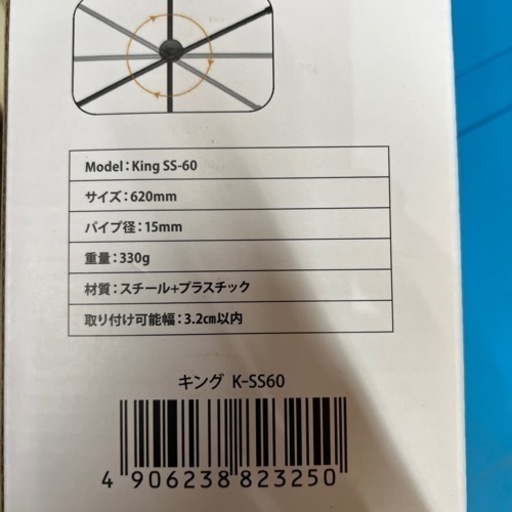 Model：King SS-60
サイズ：620mm
パイプ径：15mm
重量：330g
材質：スチール+プラスチック
取り付け可能幅：3.2cm以内
キング K-SS60
4 906238 823250